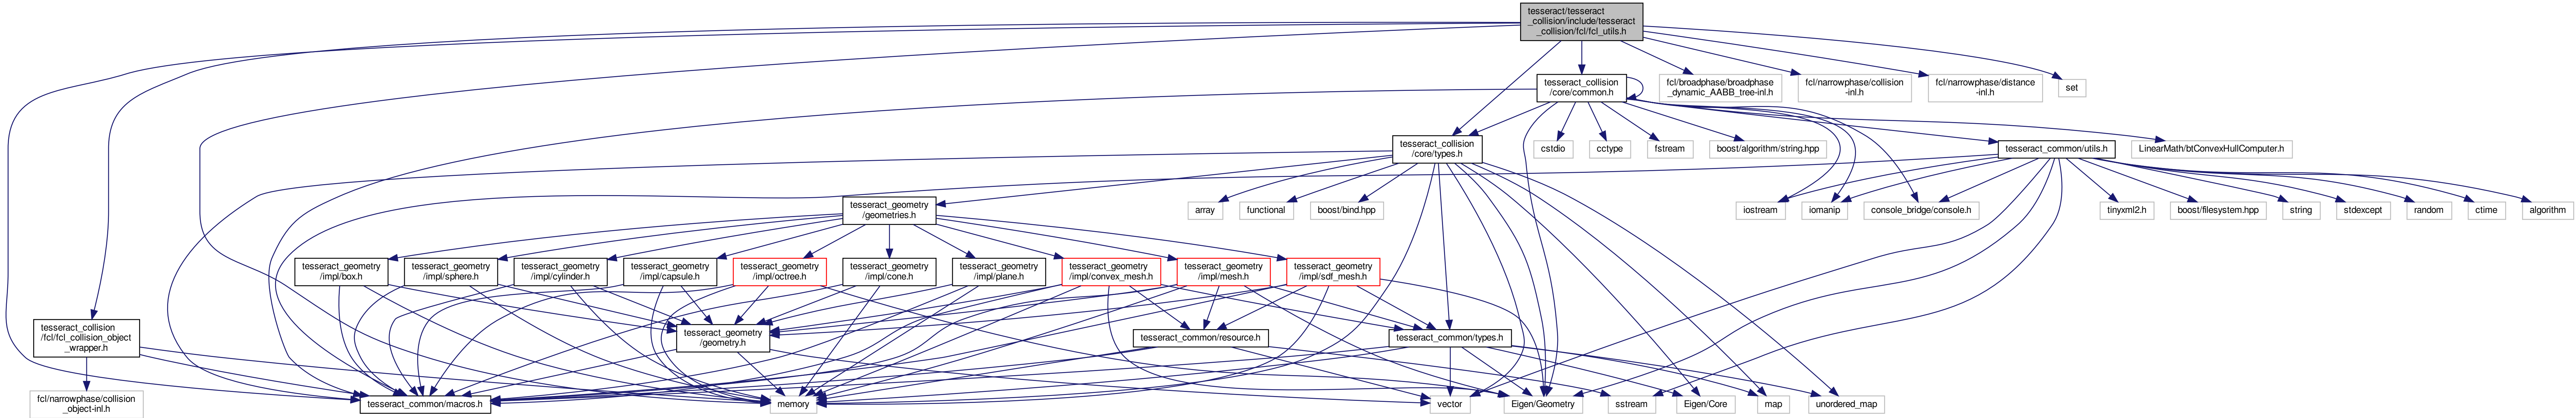 tesseract/tesseract
_collision/include/tesseract
_collision/fcl/fcl_utils.h
tesseract_collision
/core/common.h
fcl/broadphase/broadphase
_dynamic_AABB_tree-inl.h
fcl/narrowphase/collision
-inl.h
fcl/narrowphase/distance
-inl.h
set
tesseract_collision
/core/types.h
cstdio
cctype
fstream
boost/algorithm/string.hpp
tesseract_common/utils.h
LinearMath/btConvexHullComputer.h
tesseract_geometry
/geometries.h
array
functional
boost/bind.hpp
iostream
iomanip
console_bridge/console.h
tinyxml2.h
boost/filesystem.hpp
string
stdexcept
random
ctime
algorithm
tesseract_geometry
/impl/box.h
tesseract_geometry
/impl/sphere.h
tesseract_geometry
/impl/cylinder.h
tesseract_geometry
/impl/capsule.h
tesseract_geometry
/impl/octree.h
tesseract_geometry
/impl/cone.h
tesseract_geometry
/impl/plane.h
tesseract_geometry
/impl/convex_mesh.h
tesseract_geometry
/impl/mesh.h
tesseract_geometry
/impl/sdf_mesh.h
tesseract_collision
/fcl/fcl_collision_object
_wrapper.h
tesseract_geometry
/geometry.h
tesseract_common/resource.h
tesseract_common/types.h
fcl/narrowphase/collision
_object-inl.h
tesseract_common/macros.h
memory
vector
Eigen/Geometry
sstream
Eigen/Core
map
unordered_map